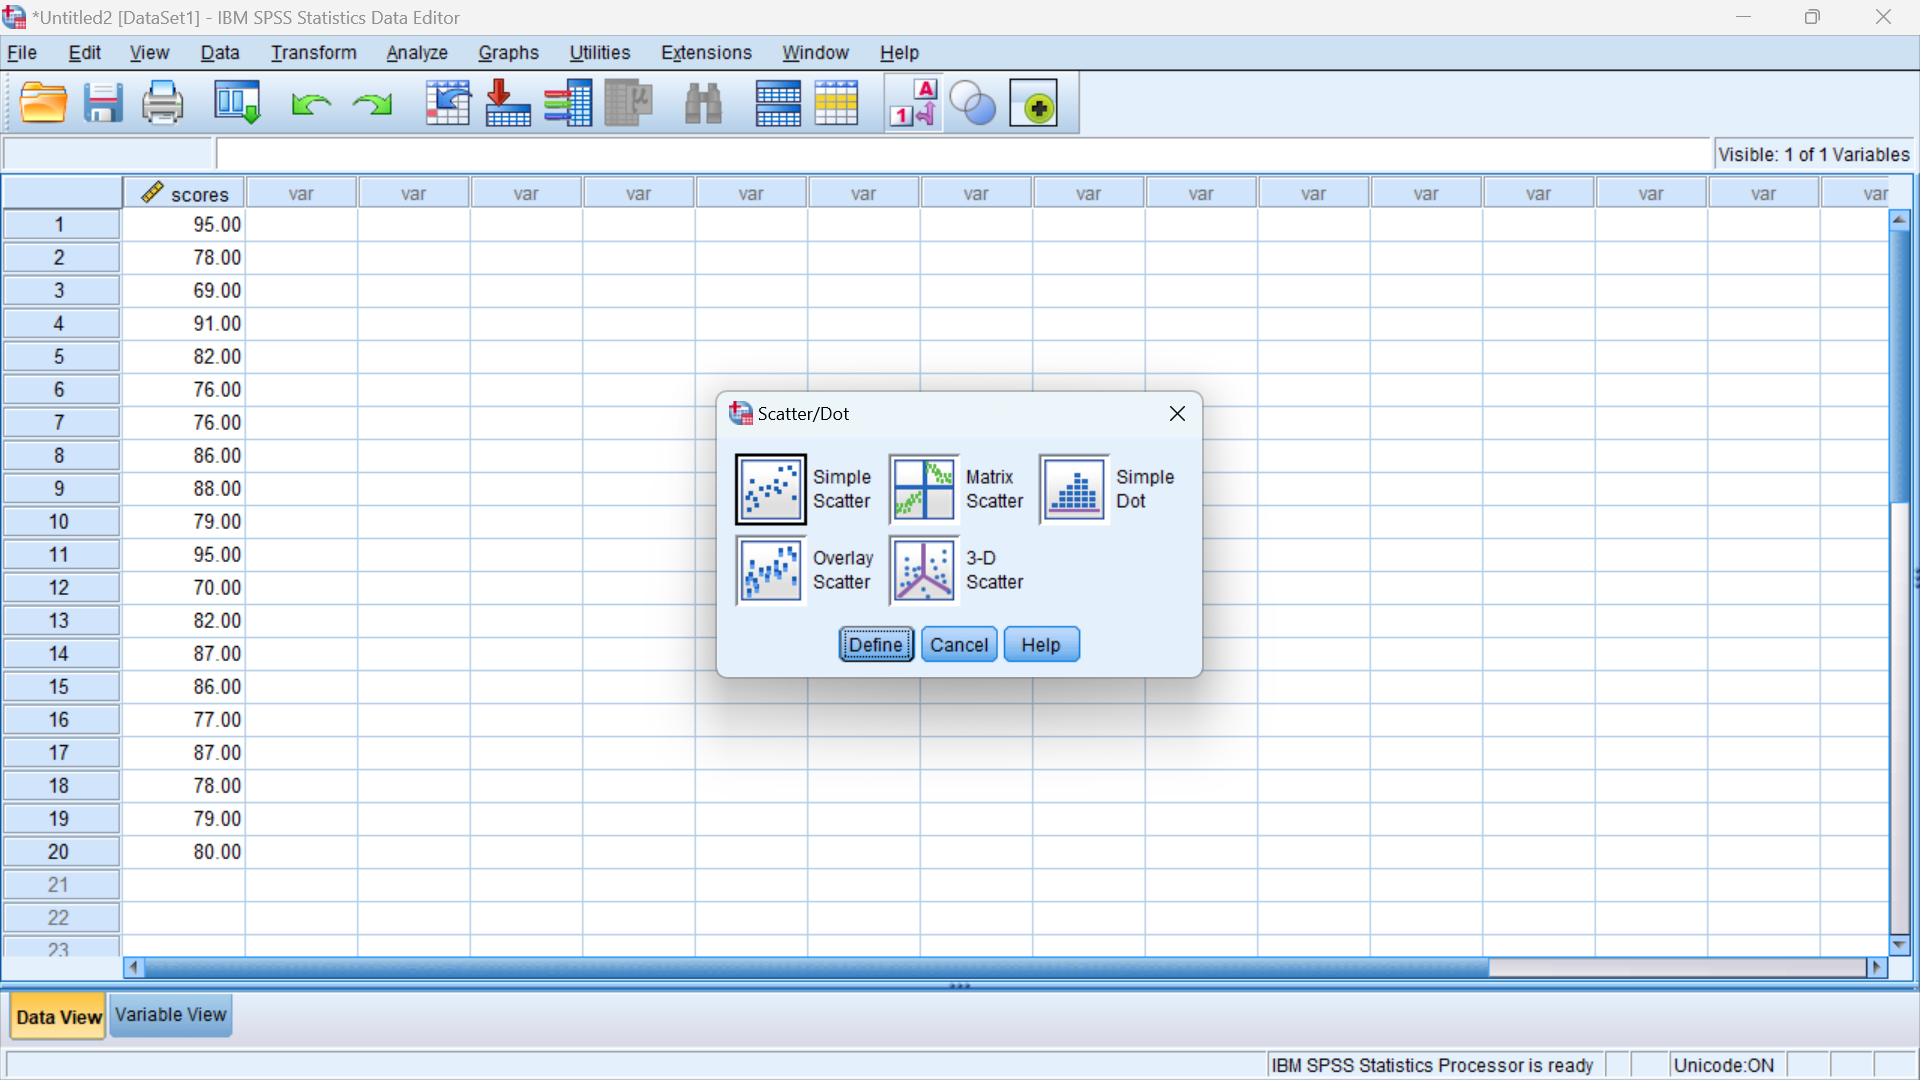 *Untitled2 [DataSet1] - IBM SPSS Statistics Data Editor
File Edit View Data Transform Analyze Graphs Utilities Extensions Window Help
A
1
μ
Visible: 1 of 1 Variables
scores var var var var var var var var var var var var var var var
1 95.00
2 78.00
3 69.00
4 91.00
5 82.00
6 76.00
7 76.00
8 86.00
9 88.00
10 79.00
11 95.00
12 70.00
13 82.00
14 87.00
15 86.00
16 77.00
17 87.00
18 78.00
19 79.00
20 80.00
21
22
23
Scatter/Dot
Simple Scatter
Matrix Scatter
Simple Dot
Overlay Scatter
3-D Scatter
Define Cancel Help
Data View Variable View
IBM SPSS Statistics Processor is ready Unicode:ON